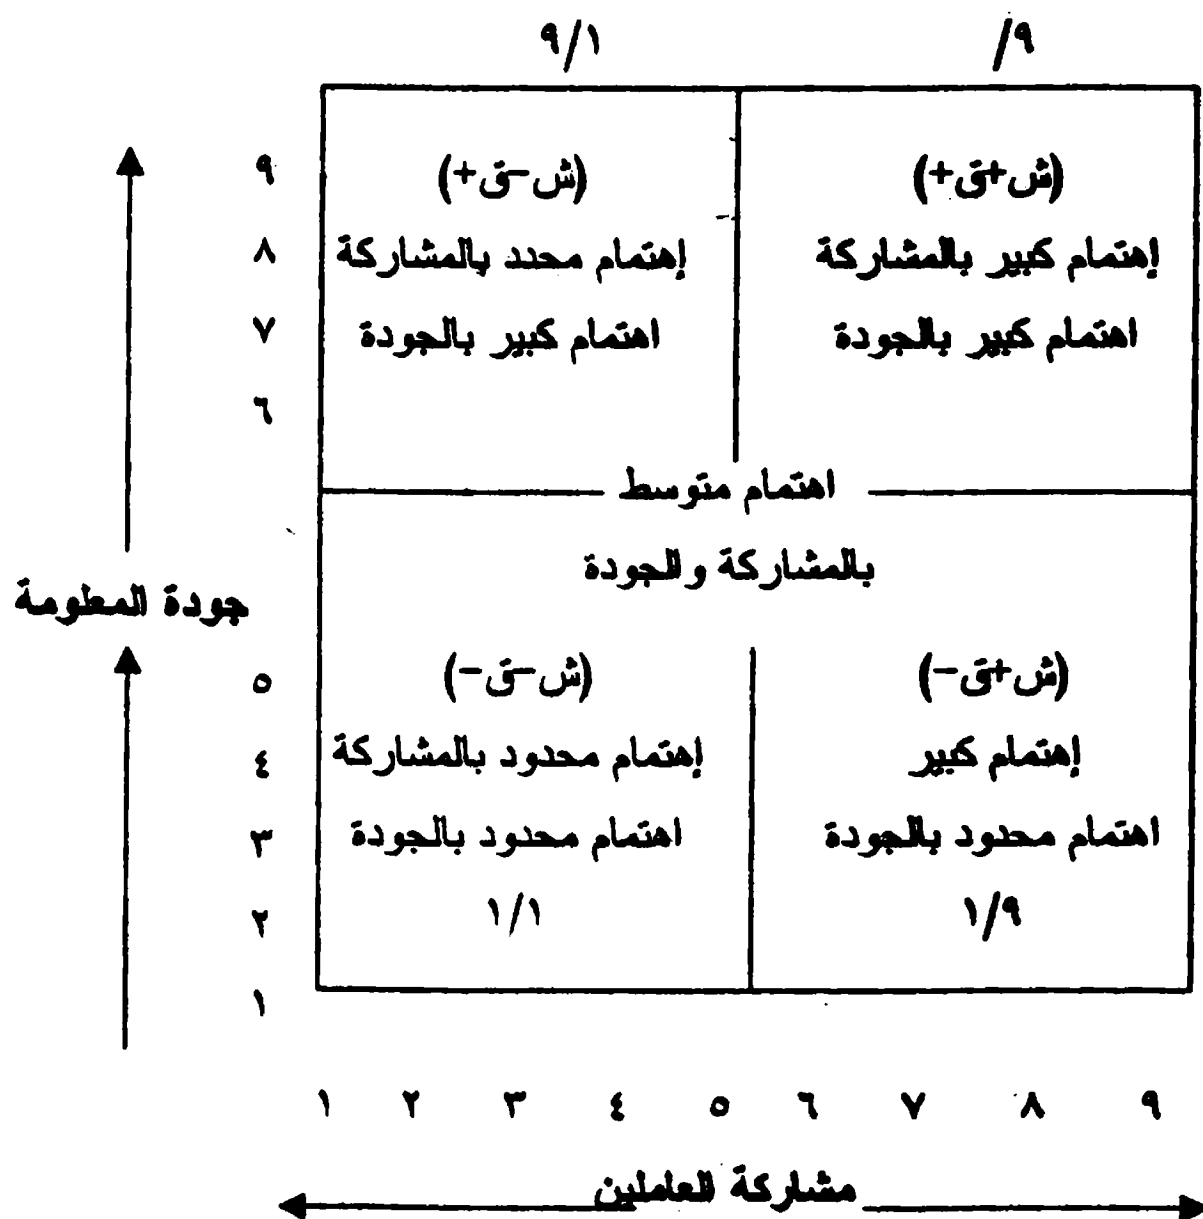 ٩/١ /٩
٩ (ش-ق+) (ش+ق+)
٨ إهتمام محدد بالمشاركة إهتمام كبير بالمشاركة
٧ اهتمام كبير بالجودة اهتمام كبير بالجودة
٦
اهتمام متوسط
بالمشاركة والجودة
جودة المعلومة
٥ (ش-ق-) (ش+ق-)
٤ إهتمام محدود بالمشاركة إهتمام كبير
٣ اهتمام محدود بالجودة اهتمام محدود بالجودة
٢ ١/١ ١/٩
١
١ ٢ ٣ ٤ ٥ ٦ ٧ ٨ ٩
مشاركة العاملين